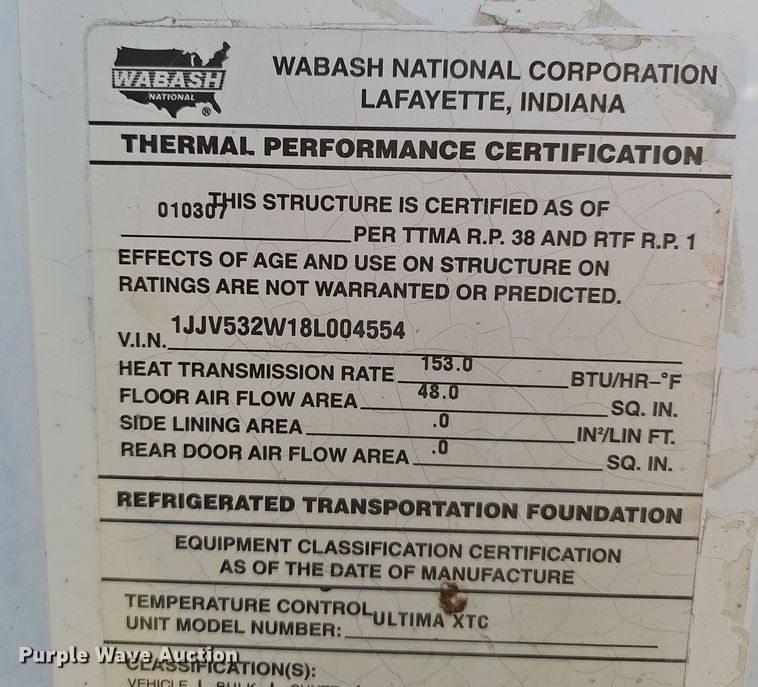 WABASH
NATIONAL
®
WABASH NATIONAL CORPORATION
LAFAYETTE, INDIANA
THERMAL PERFORMANCE CERTIFICATION
010307 THIS STRUCTURE IS CERTIFIED AS OF
PER TTMA R.P. 38 AND RTF R.P. 1
EFFECTS OF AGE AND USE ON STRUCTURE ON
RATINGS ARE NOT WARRANTED OR PREDICTED.
V.I.N. 1JJV532W18L004554
HEAT TRANSMISSION RATE 153.0 BTU/HR-°F
FLOOR AIR FLOW AREA 48.0 SQ. IN.
SIDE LINING AREA .0 IN²/LIN FT.
REAR DOOR AIR FLOW AREA .0 SQ. IN.
REFRIGERATED TRANSPORTATION FOUNDATION
EQUIPMENT CLASSIFICATION CERTIFICATION
AS OF THE DATE OF MANUFACTURE
TEMPERATURE CONTROL
UNIT MODEL NUMBER: ULTIMA XTC
Purple Wave Auction
CLASSIFICATION(S):
VEHICLE BULK